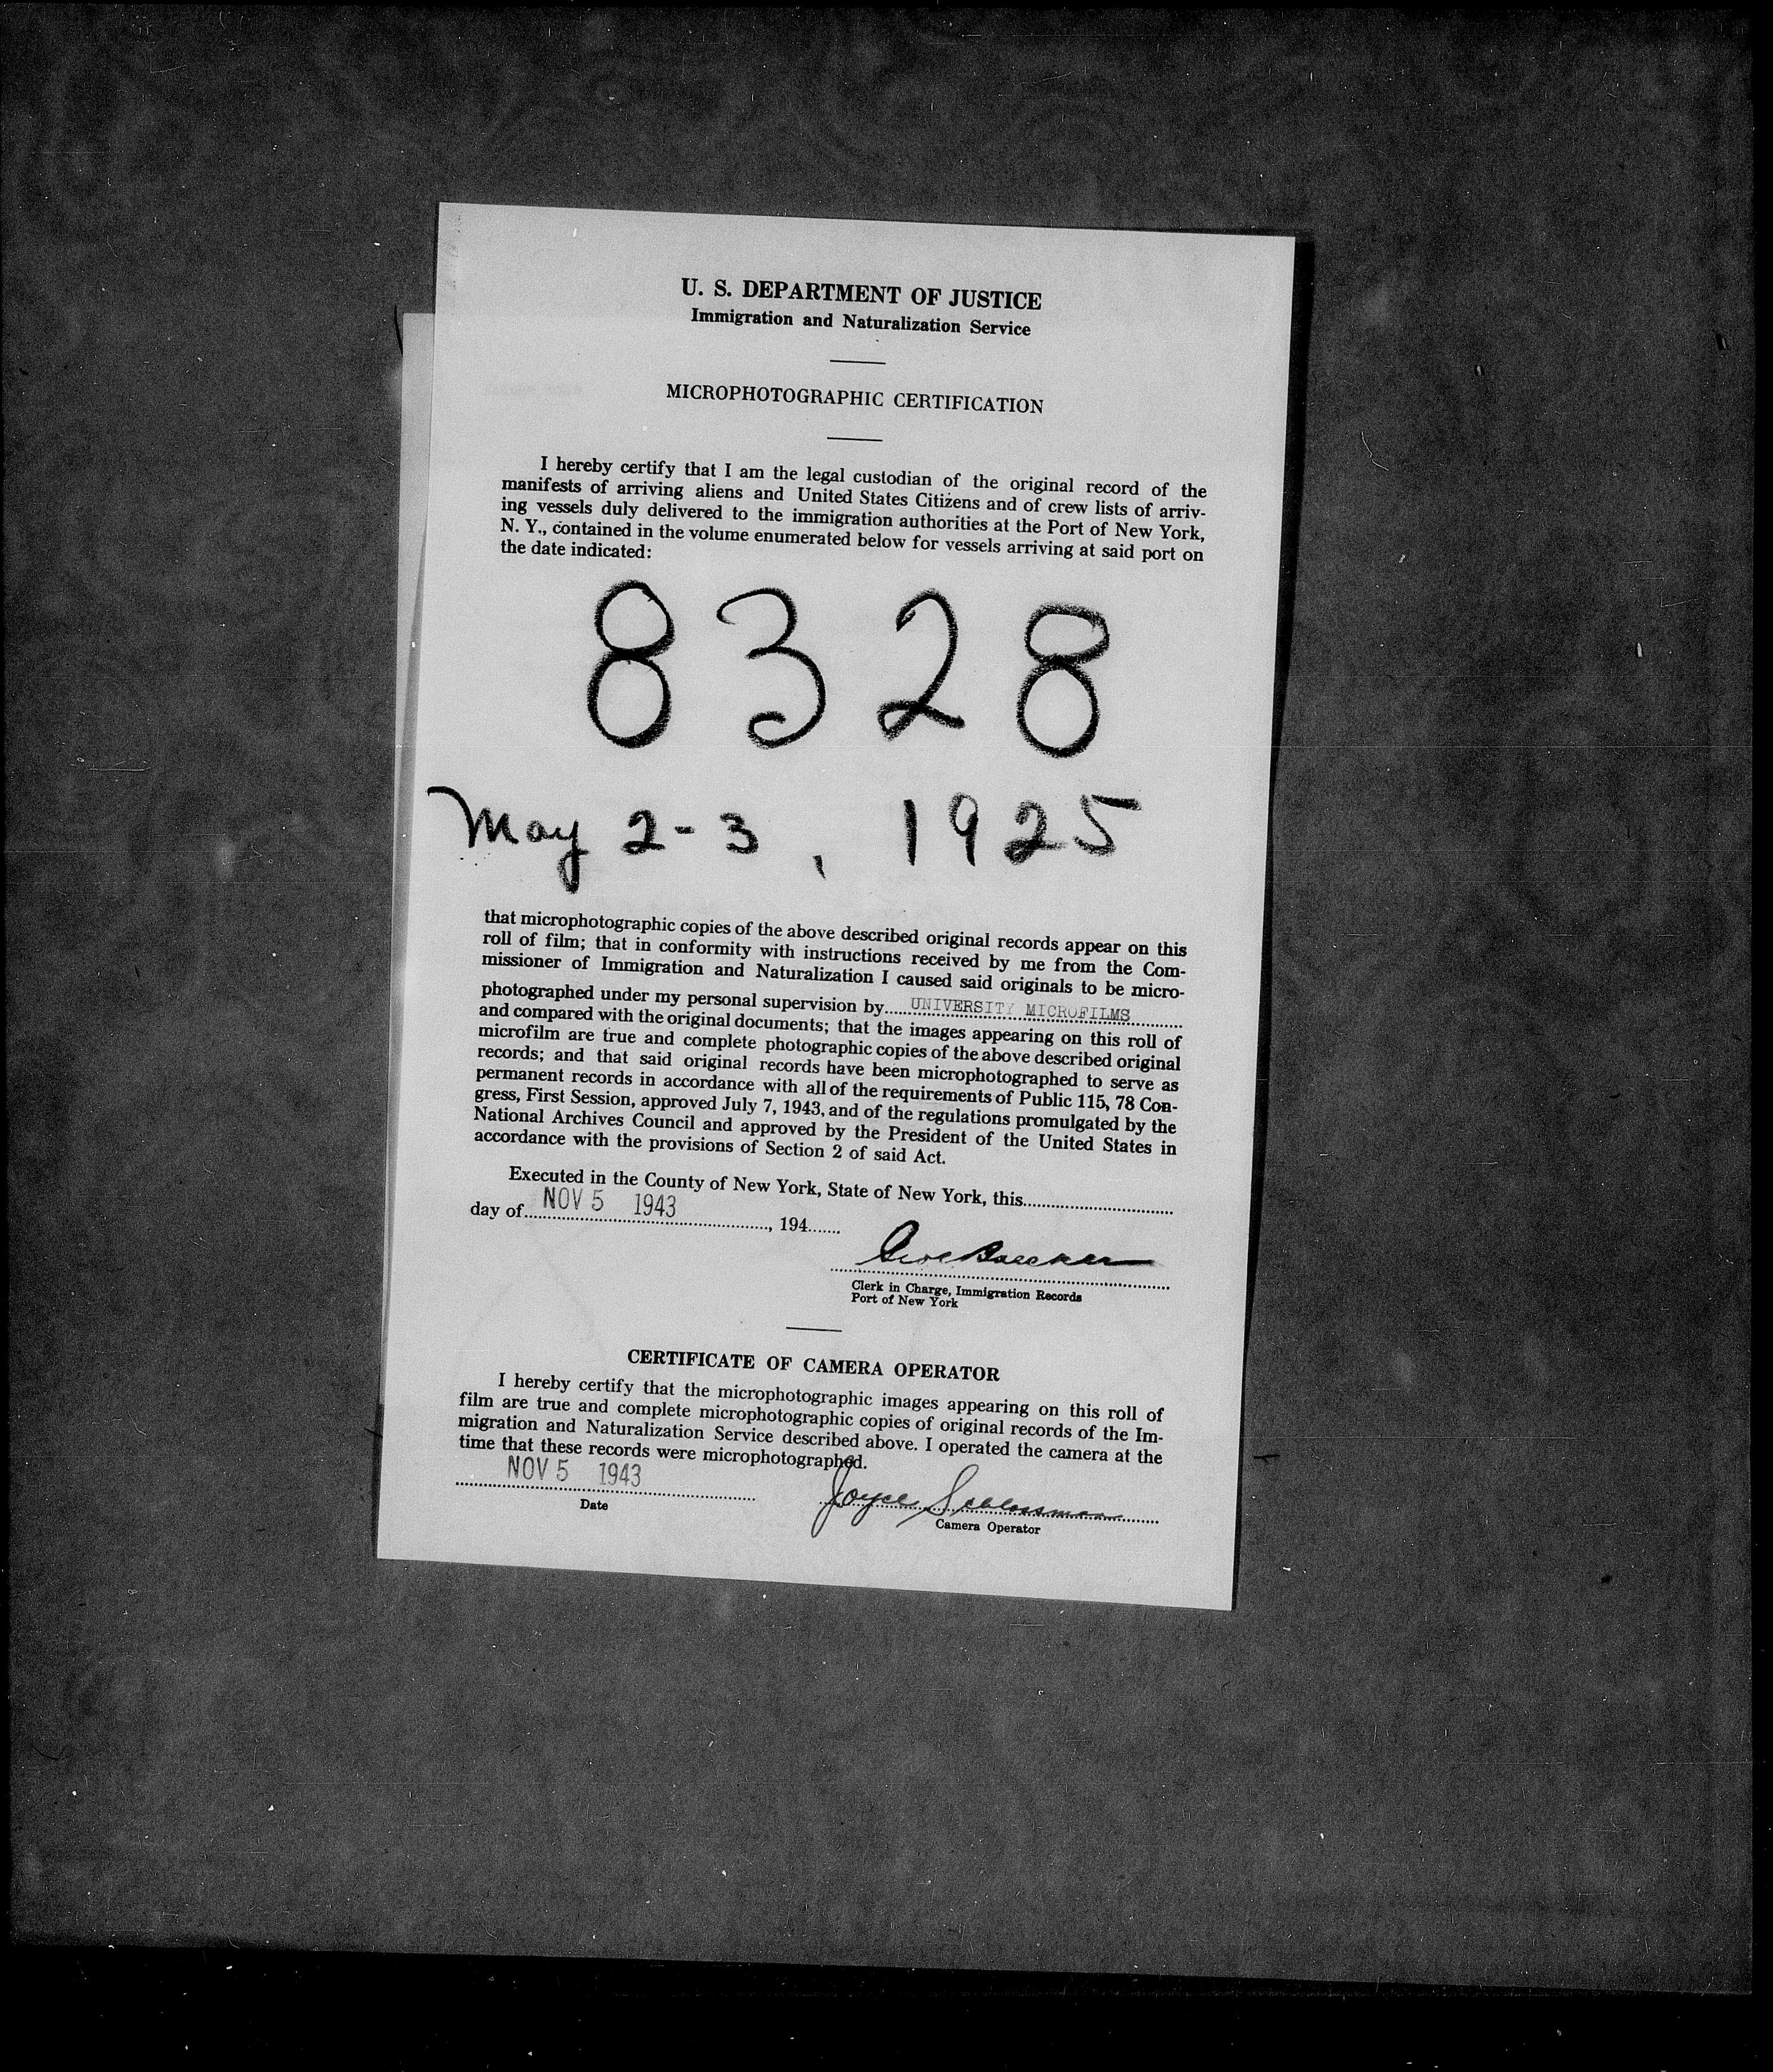 U. S. DEPARTMENT OF JUSTICE
Immigration and Naturalization Service
MICROPHOTOGRAPHIC CERTIFICATION
I hereby certify that I am the legal custodian of the original record of the
manifests of arriving aliens and United States Citizens and of crew lists of arriv-
ing vessels duly delivered to the immigration authorities at the Port of New York,
N. Y., contained in the volume enumerated below for vessels arriving at said port on
the date indicated:
8328
May 2-3, 1925
that microphotographic copies of the above described original records appear on this
roll of film; that in conformity with instructions received by me from the Com-
missioner of Immigration and Naturalization I caused said originals to be micro-
photographed under my personal supervision by UNIVERSITY MICROFILMS
and compared with the original documents; that the images appearing on this roll of
microfilm are true and complete photographic copies of the above described original
records; and that said original records have been microphotographed to serve as
permanent records in accordance with all of the requirements of Public 115, 78 Con-
gress, First Session, approved July 7, 1943, and of the regulations promulgated by the
National Archives Council and approved by the President of the United States in
accordance with the provisions of Section 2 of said Act.
Executed in the County of New York, State of New York, this
day of NOV 5 1943, 194
Clerk in Charge, Immigration Records
Port of New York
CERTIFICATE OF CAMERA OPERATOR
I hereby certify that the microphotographic images appearing on this roll of
film are true and complete microphotographic copies of original records of the Im-
migration and Naturalization Service described above. I operated the camera at the
time that these records were microphotographed.
NOV 5 1943 Joyce Schlossman
Date
Camera Operator